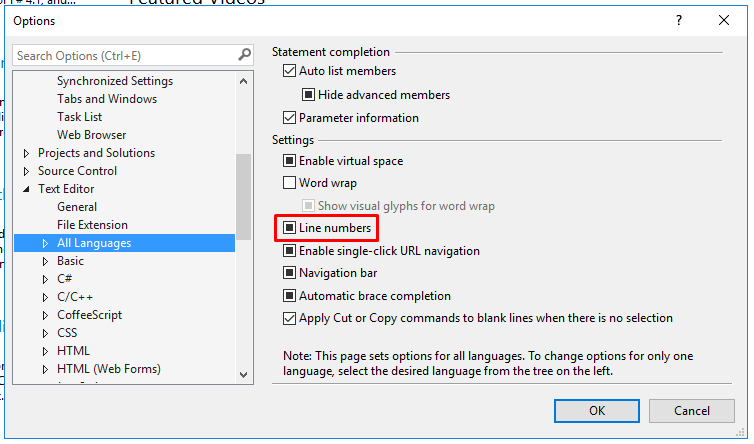 Featured Videos
Options
Search Options (Ctrl+E)
Synchronized Settings
Tabs and Windows
Task List
Web Browser
Projects and Solutions
Source Control
Text Editor
General
File Extension
All Languages
Basic
C#
C/C++
CoffeeScript
CSS
HTML
HTML (Web Forms)
Statement completion
Auto list members
Hide advanced members
Parameter information
Settings
Enable virtual space
Word wrap
Show visual glyphs for word wrap
Line numbers
Enable single-click URL navigation
Navigation bar
Automatic brace completion
Apply Cut or Copy commands to blank lines when there is no selection
Note: This page sets options for all languages. To change options for only one
language, select the desired language from the tree on the left.
OK
Cancel